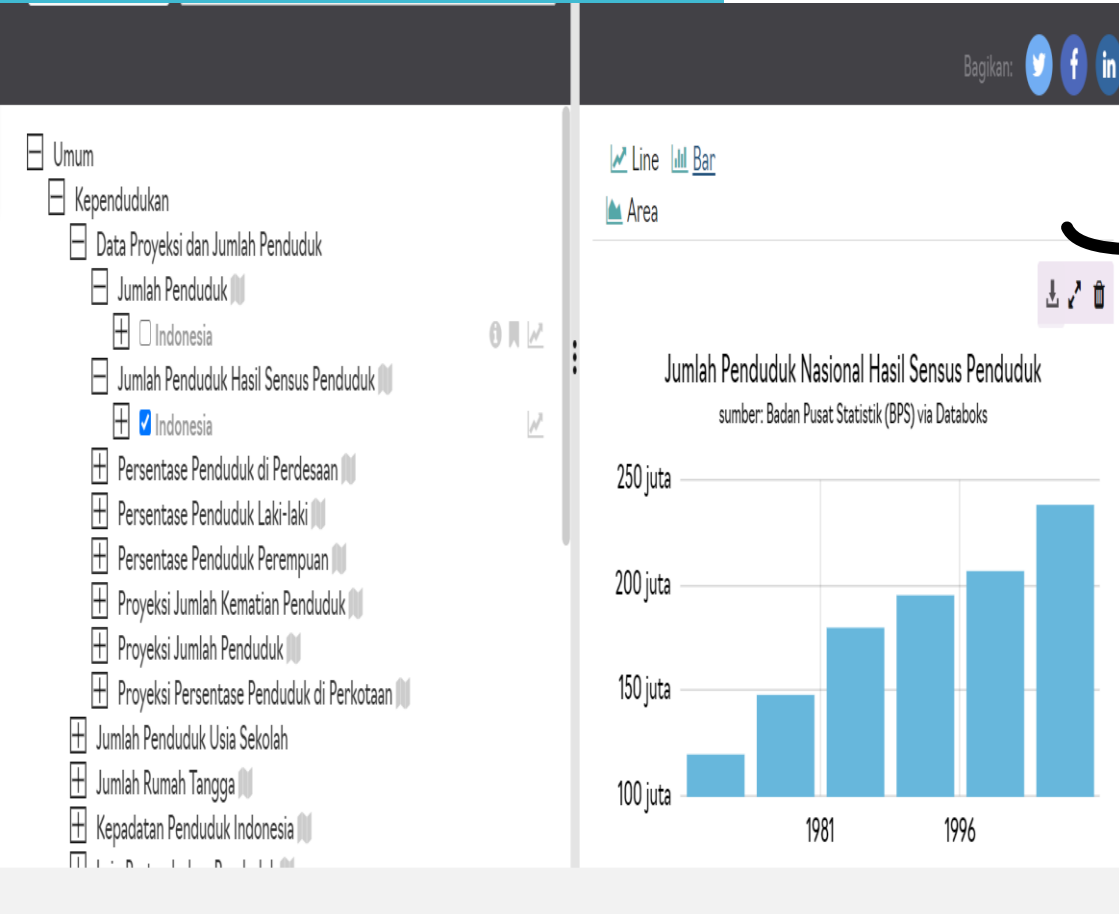 Bagikan:
Umum
Kependudukan
Data Proyeksi dan Jumlah Penduduk
Jumlah Penduduk
Indonesia
Jumlah Penduduk Hasil Sensus Penduduk
Indonesia
Persentase Penduduk di Perdesaan
Persentase Penduduk Laki-laki
Persentase Penduduk Perempuan
Proyeksi Jumlah Kematian Penduduk
Proyeksi Jumlah Penduduk
Proyeksi Persentase Penduduk di Perkotaan
Jumlah Penduduk Usia Sekolah
Jumlah Rumah Tangga
Kepadatan Penduduk Indonesia
Line Bar
Area
Jumlah Penduduk Nasional Hasil Sensus Penduduk
sumber: Badan Pusat Statistik (BPS) via Databoks
250 juta
200 juta
150 juta
100 juta
1981 1996